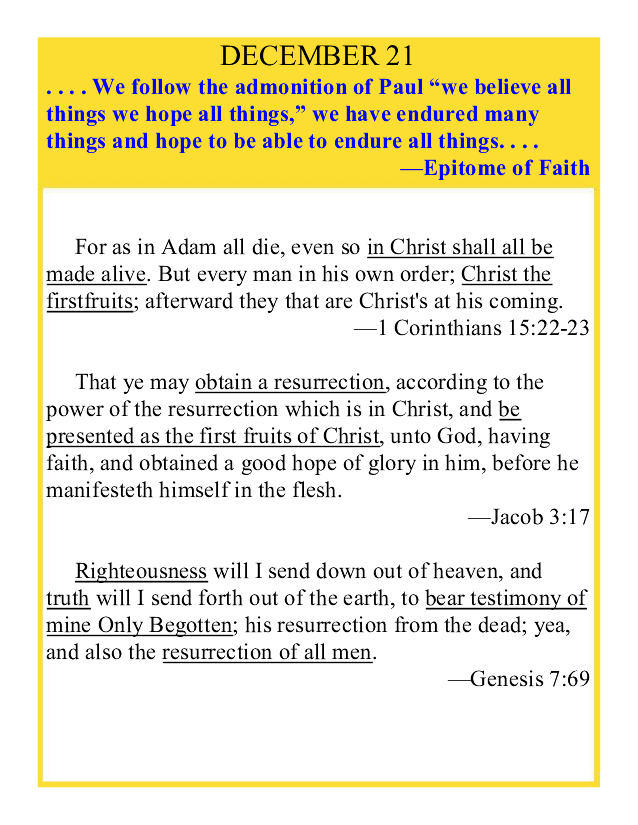 DECEMBER 21
. . . . We follow the admonition of Paul “we believe all
things we hope all things,” we have endured many
things and hope to be able to endure all things. . . .
—Epitome of Faith
For as in Adam all die, even so in Christ shall all be
made alive. But every man in his own order; Christ the
firstfruits; afterward they that are Christ's at his coming.
—1 Corinthians 15:22-23
That ye may obtain a resurrection, according to the
power of the resurrection which is in Christ, and be
presented as the first fruits of Christ, unto God, having
faith, and obtained a good hope of glory in him, before he
manifesteth himself in the flesh.
—Jacob 3:17
Righteousness will I send down out of heaven, and
truth will I send forth out of the earth, to bear testimony of
mine Only Begotten; his resurrection from the dead; yea,
and also the resurrection of all men.
—Genesis 7:69